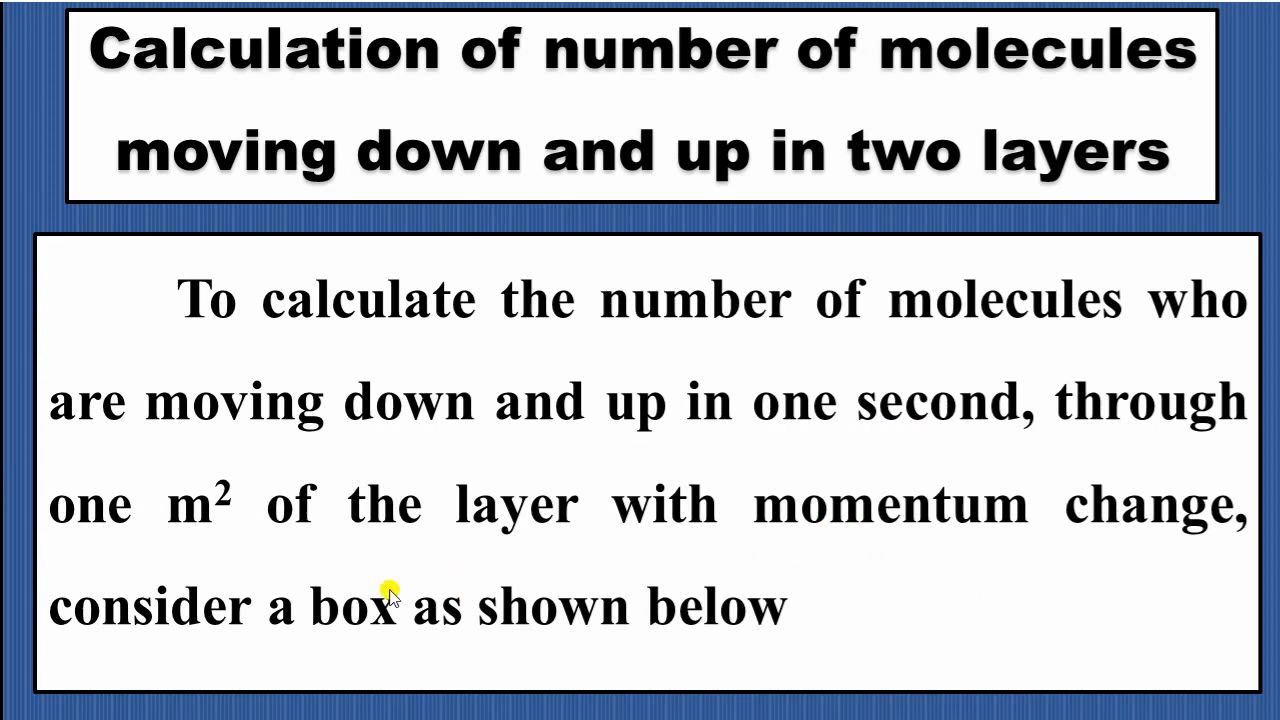 Calculation of number of molecules
moving down and up in two layers
To calculate the number of molecules who
are moving down and up in one second, through
one m² of the layer with momentum change,
consider a box as shown below